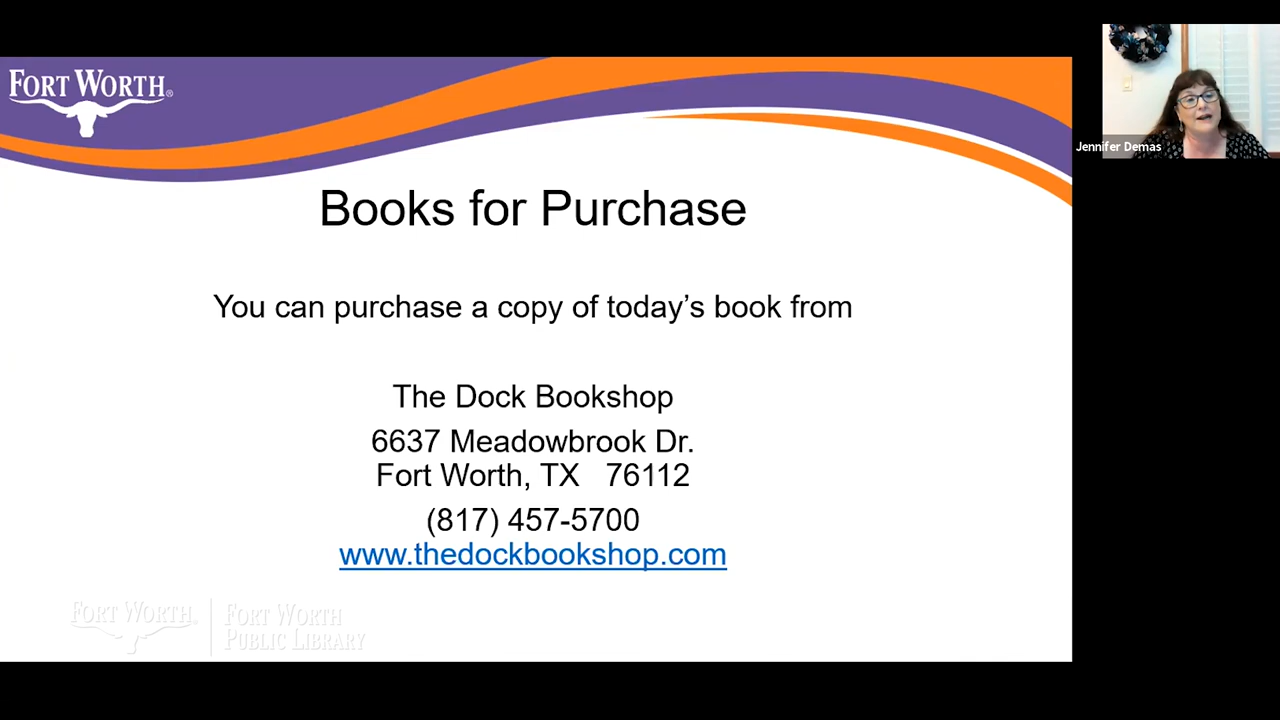 FORT WORTH®
Jennifer Demas
Books for Purchase
You can purchase a copy of today's book from
The Dock Bookshop
6637 Meadowbrook Dr.
Fort Worth, TX 76112
(817) 457-5700
www.thedockbookshop.com
FORT WORTH®
FORT WORTH
PUBLIC LIBRARY